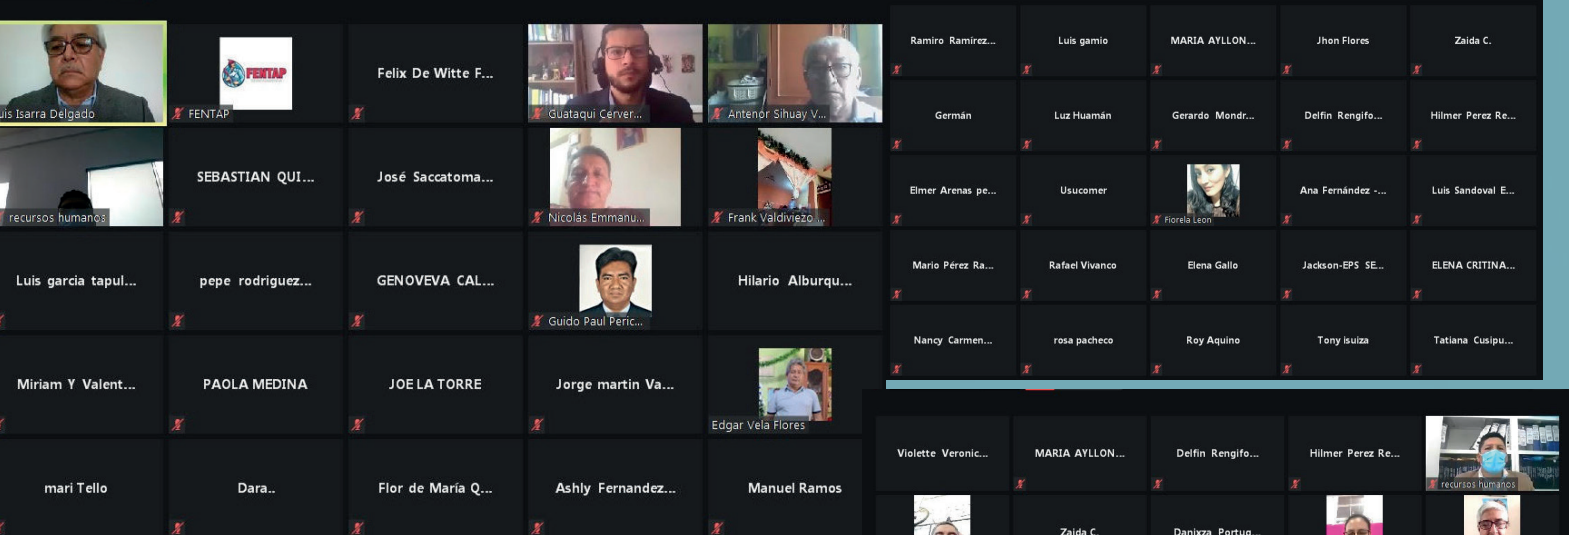 uis Isarra Delgado
FENTAP
FENTAP
Felix De Witte F...
Guataqui Cerver...
Antenor Sihuay V...
recursos humanos
SEBASTIAN QUI...
José Saccatoma...
Nicolás Emmanu...
Frank Valdiviezo ...
Luis garcia tapul...
pepe rodriguez...
GENOVEVA CAL...
Guido Paul Peric...
Hilario Alburqu...
Miriam Y Valent...
PAOLA MEDINA
JOE LA TORRE
Jorge martin Va...
Edgar Vela Flores
mari Tello
Dara..
Flor de María Q...
Ashly Fernandez...
Manuel Ramos
Ramiro Ramírez...
Luis gamio
MARIA AYLLON...
Jhon Flores
Zaida C.
Germán
Luz Huamán
Gerardo Mondr...
Delfin Rengifo...
Hilmer Perez Re...
Elmer Arenas pe...
Usucomer
Fiorela Leon
Ana Fernández -...
Luis Sandoval E...
Mario Pérez Ra...
Rafael Vivanco
Elena Gallo
Jackson-EPS SE...
ELENA CRITINA...
Nancy Carmen...
rosa pacheco
Roy Aquino
Tony isuiza
Tatiana Cusipu...
Violette Veronic...
MARIA AYLLON...
Delfin Rengifo...
Hilmer Perez Re...
recursos humanos
Zaida C.
Danixza Portug...